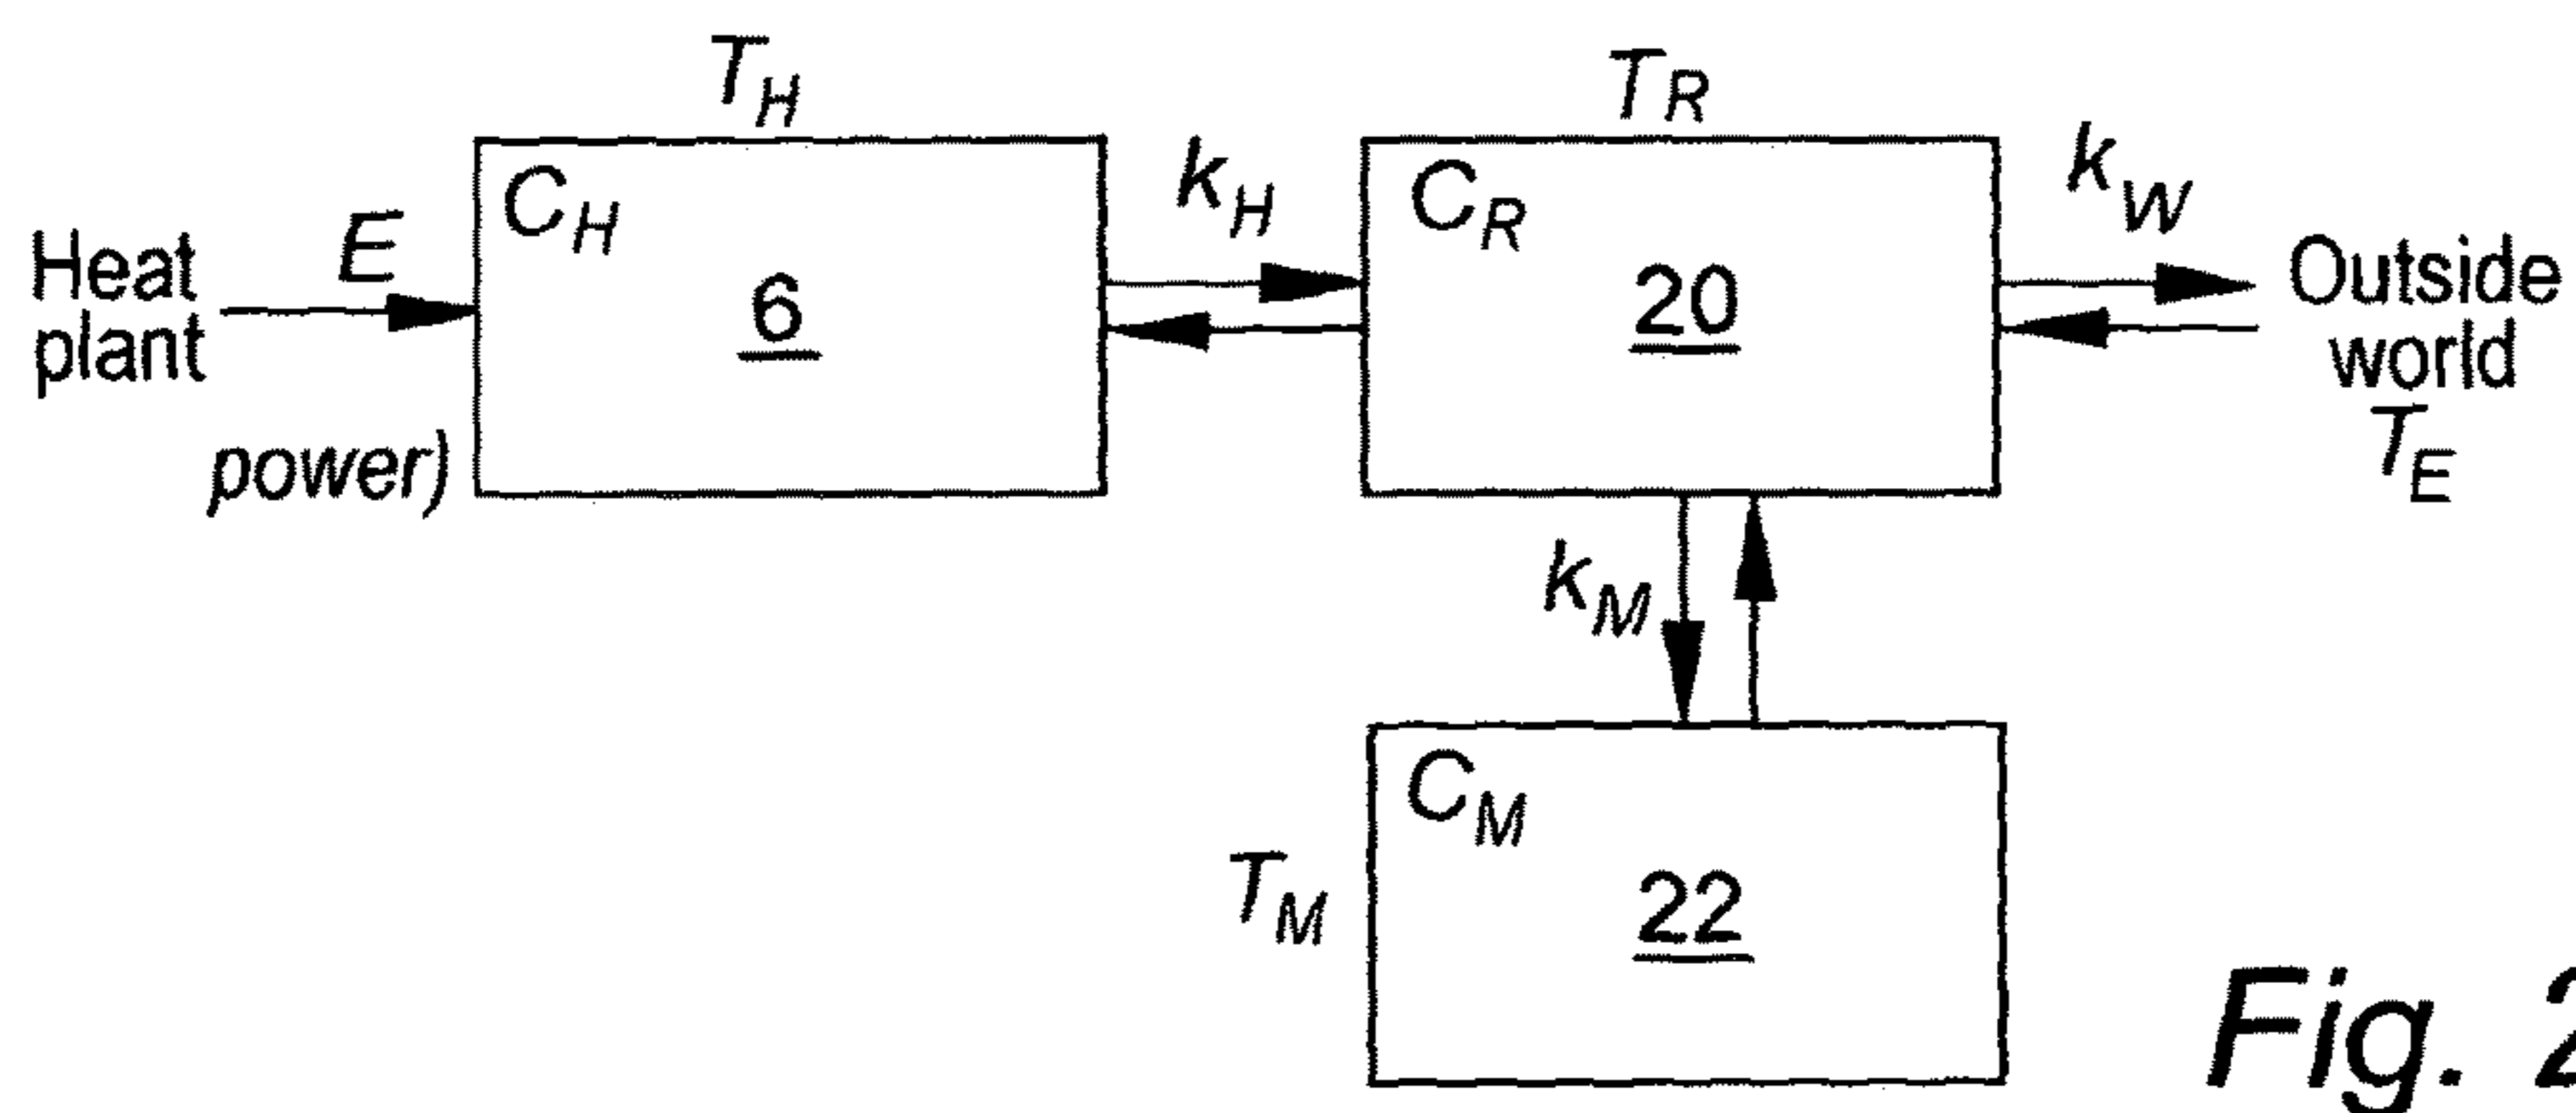 T_H
T_R
k_H
k_W
C_H
C_R
Heat
plant
E
6
20
Outside
world
T_E
power)
k_M
C_M
T_M
22
Fig. 2